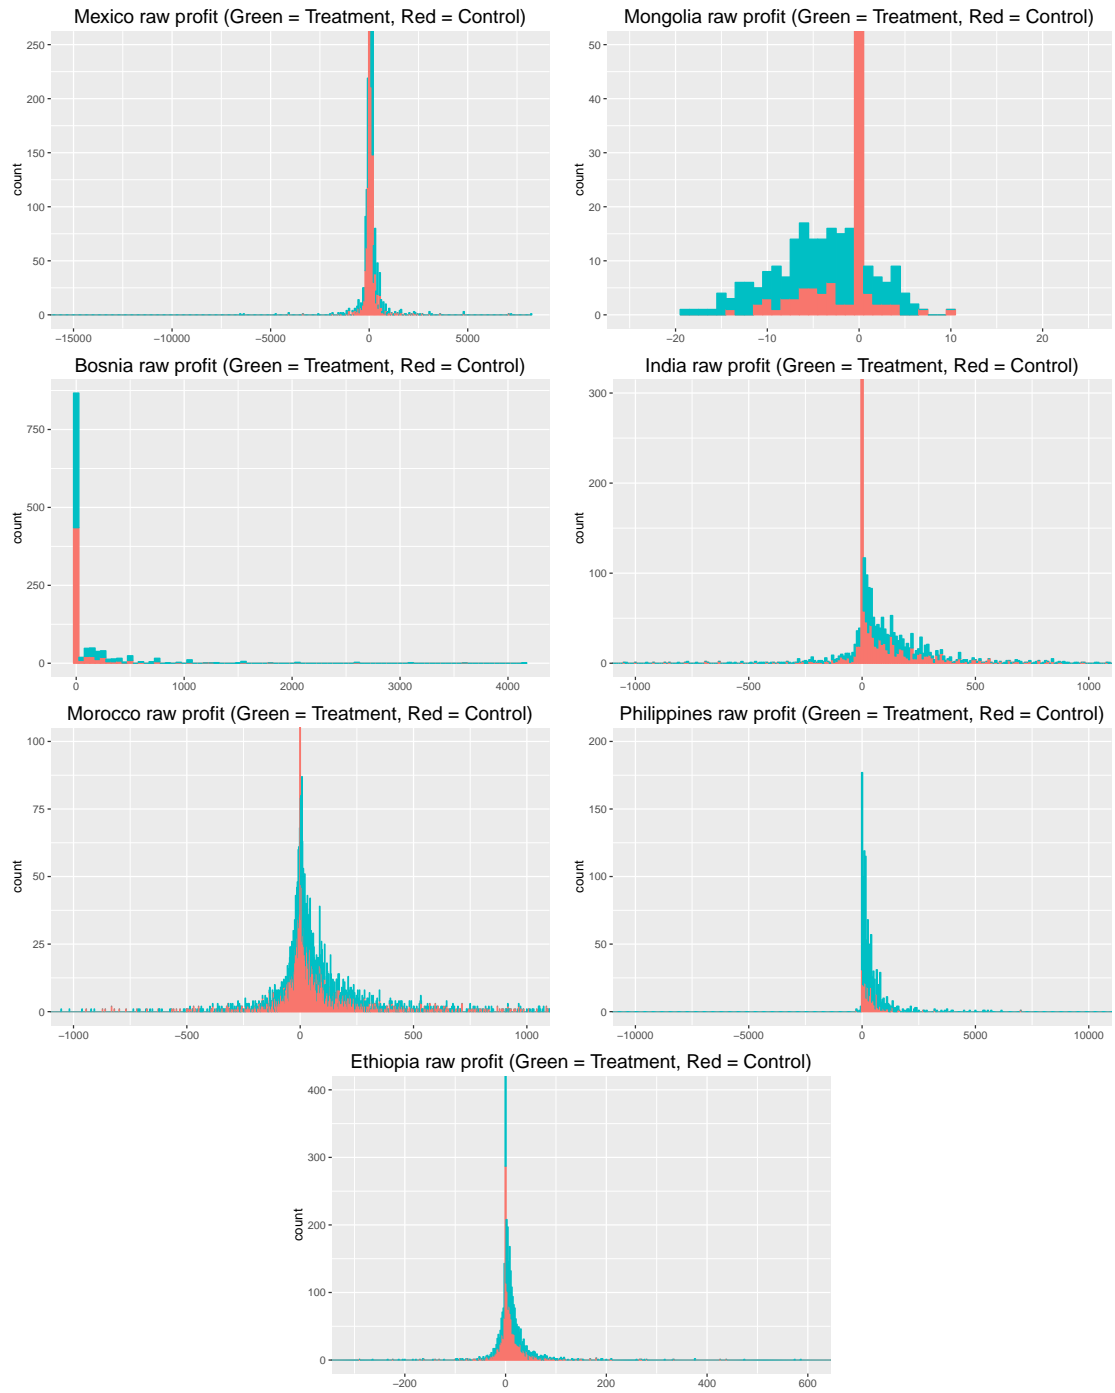 Mexico raw profit (Green = Treatment, Red = Control)
250
200
150
100
50
0
count
−15000 −10000 −5000 0 5000
Mongolia raw profit (Green = Treatment, Red = Control)
50
40
30
20
10
0
count
−20 −10 0 10 20
Bosnia raw profit (Green = Treatment, Red = Control)
750
500
250
0
count
0 1000 2000 3000 4000
India raw profit (Green = Treatment, Red = Control)
300
200
100
0
count
−1000 −500 0 500 1000
Morocco raw profit (Green = Treatment, Red = Control)
100
75
50
25
0
count
−1000 −500 0 500 1000
Philippines raw profit (Green = Treatment, Red = Control)
200
150
100
50
0
count
−10000 −5000 0 5000 10000
Ethiopia raw profit (Green = Treatment, Red = Control)
400
300
200
100
0
count
−200 0 200 400 600